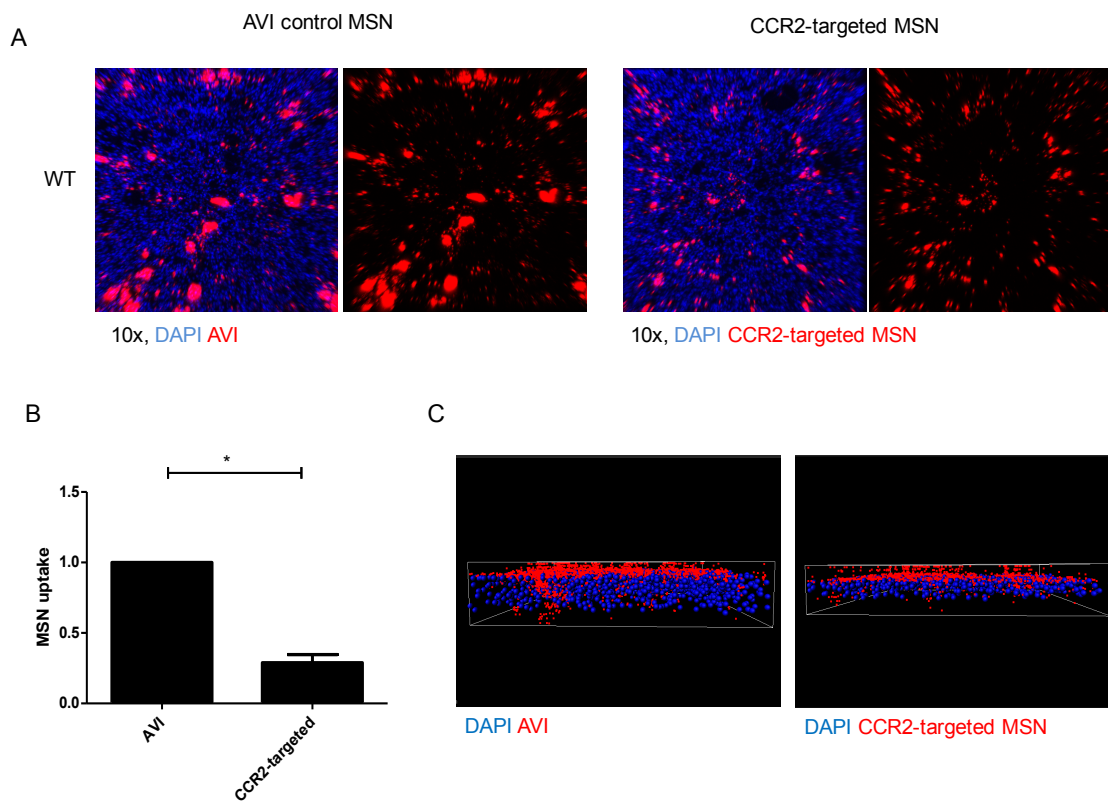 AVI control MSN
CCR2-targeted MSN
A
WT
10x, DAPI AVI
10x, DAPI CCR2-targeted MSN
B
C
*
1.5
1.0
0.5
0.0
MSN uptake
AVI
CCR2-targeted
DAPI AVI
DAPI CCR2-targeted MSN